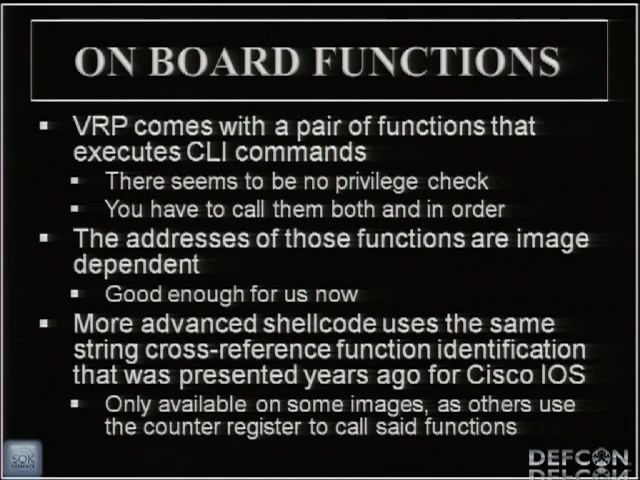 ON BOARD FUNCTIONS
▪ VRP comes with a pair of functions that
executes CLI commands
▪ There seems to be no privilege check
▪ You have to call them both and in order
▪ The addresses of those functions are image
dependent
▪ Good enough for us now
▪ More advanced shellcode uses the same
string cross-reference function identification
that was presented years ago for Cisco IOS
▪ Only available on some images, as others use
the counter register to call said functions
DEFCON